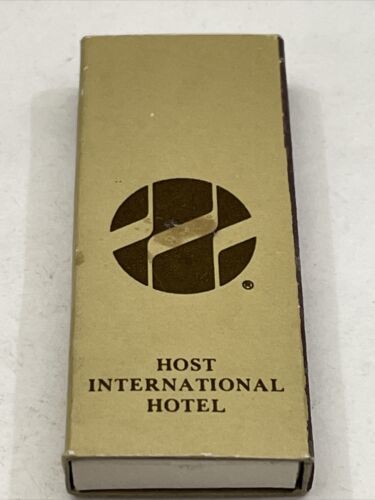 ®
HOST
INTERNATIONAL
HOTEL